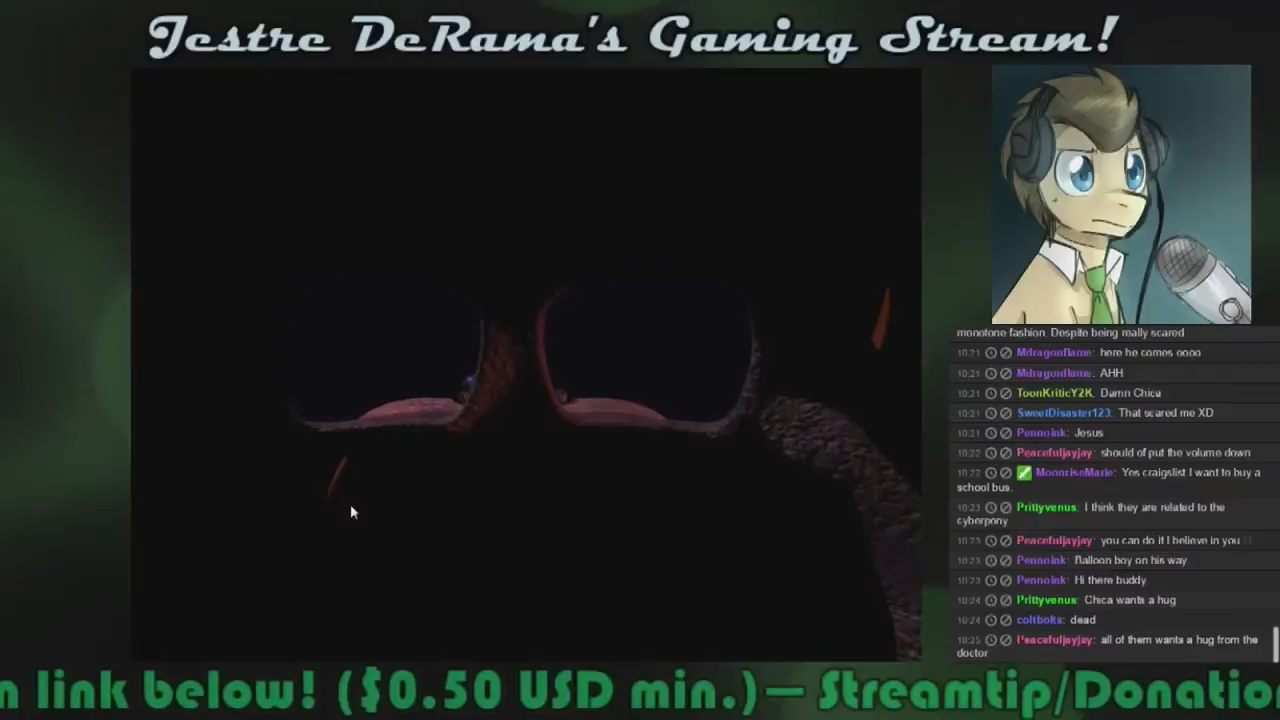 Jestre DeRama's Gaming Stream!
monotone fashion. Despite being really scared
10:21 Mdragonflame: here he comes oooo
10:21 Mdragonflame: AHH
10:21 ToonKriticY2K: Damn Chica
10:21 SweetDisaster123: That scared me XD
10:21 Pennoink: Jesus
10:22 Peacefuljayjay: should of put the volume down
10:22 MoonriseMarie: Yes craigslist I want to buy a
school bus.
10:23 Prittyvenus: I think they are related to the
cyberpony
10:23 Peacefuljayjay: you can do it I believe in you
10:23 Pennoink: Balloon boy on his way
10:23 Pennoink: Hi there buddy
10:24 Prittyvenus: Chica wants a hug
10:24 coltbolts: dead
10:25 Peacefuljayjay: all of them wants a hug from the
doctor
n link below! ($0.50 USD min.) — Streamtip/Donation